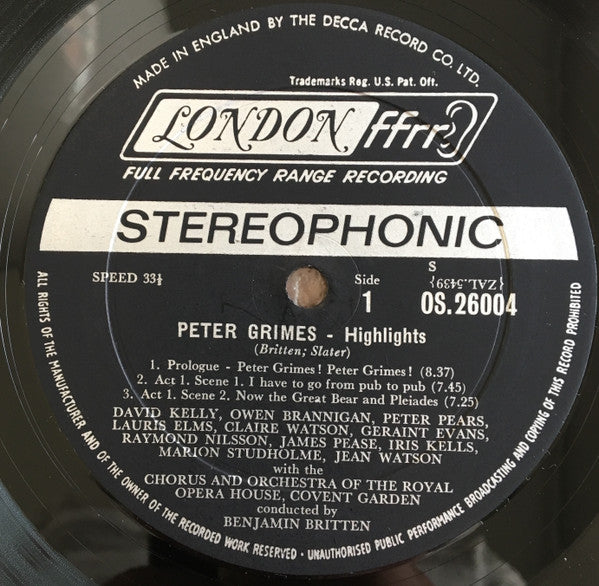 MADE IN ENGLAND BY THE DECCA RECORD CO. LTD.
Trademarks Reg. U.S. Pat. Off.
LONDON ffrr
FULL FREQUENCY RANGE RECORDING
STEREOPHONIC
SPEED 33⅓
Side
1
S
{ZAL.5439}
OS.26004
PETER GRIMES - Highlights
(Britten; Slater)
1. Prologue - Peter Grimes! Peter Grimes! (8.37)
2. Act 1. Scene 1. I have to go from pub to pub (7.45)
3. Act 1. Scene 2. Now the Great Bear and Pleiades (7.25)
DAVID KELLY, OWEN BRANNIGAN, PETER PEARS,
LAURIS ELMS, CLAIRE WATSON, GERAINT EVANS,
RAYMOND NILSSON, JAMES PEASE, IRIS KELLS,
MARION STUDHOLME, JEAN WATSON
with the
CHORUS AND ORCHESTRA OF THE ROYAL
OPERA HOUSE, COVENT GARDEN
conducted by
BENJAMIN BRITTEN
ALL RIGHTS OF THE MANUFACTURER AND OF THE OWNER OF THE RECORDED WORK RESERVED · UNAUTHORISED PUBLIC PERFORMANCE BROADCASTING AND COPYING OF THIS RECORD PROHIBITED